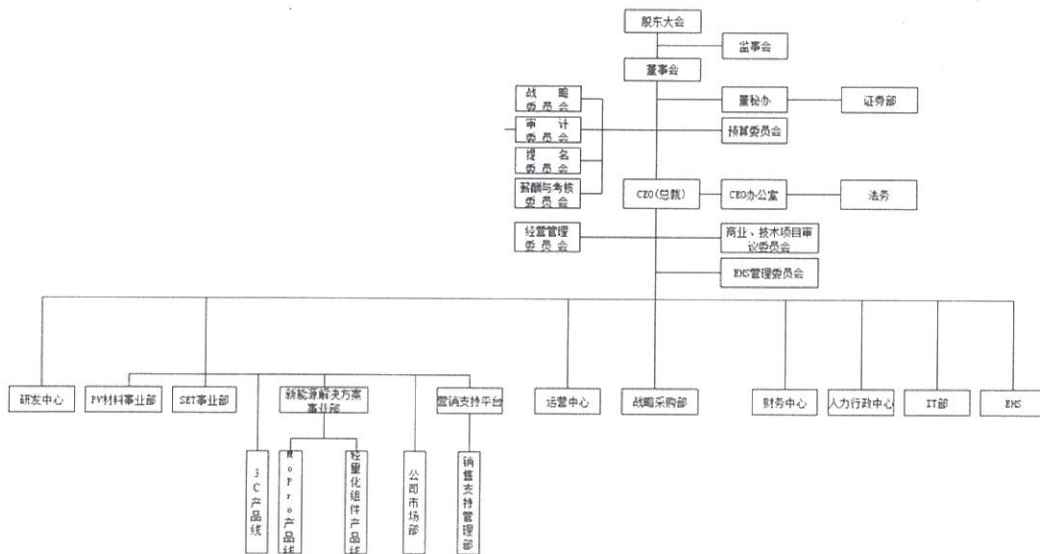 股东大会
监事会
董事会
战略
委员会
董秘办
证券部
审计
委员会
预算委员会
提名
委员会
薪酬与考核
委员会
CEO(总裁)
CEO办公室
法务
经营管理
委员会
商业、技术项目审
议委员会
EHS管理委员会
研发中心
PV材料事业部
SET事业部
新能源解决方案
事业部
营销支持平台
运营中心
战略采购部
财务中心
人力行政中心
IT部
EHS
3C产品线
MoPro产品线
轻量化组件产品线
公司市场部
销售支持管理部